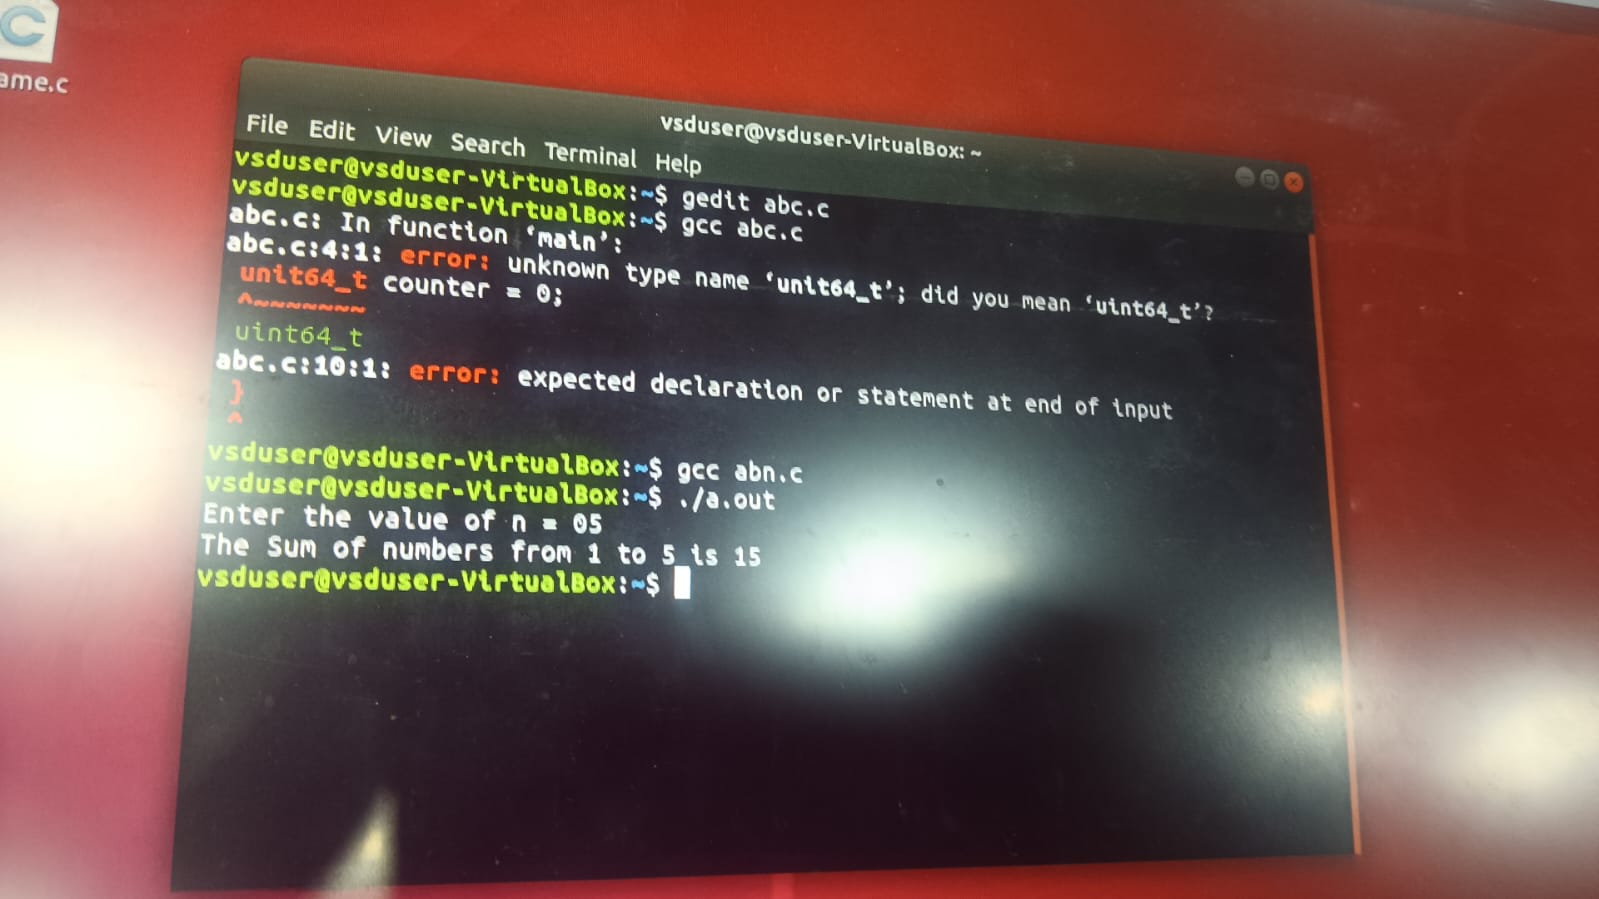 ame.c
vsduser@vsduser-VirtualBox: ~
File Edit View Search Terminal Help
vsduser@vsduser-VirtualBox:~$ gedit abc.c
vsduser@vsduser-VirtualBox:~$ gcc abc.c
abc.c: In function ‘main’:
abc.c:4:1: error: unknown type name ‘unit64_t’; did you mean ‘uint64_t’?
unit64_t counter = 0;
^~~~~~~~
uint64_t
abc.c:10:1: error: expected declaration or statement at end of input
}
^
vsduser@vsduser-VirtualBox:~$ gcc abn.c
vsduser@vsduser-VirtualBox:~$ ./a.out
Enter the value of n = 05
The Sum of numbers from 1 to 5 is 15
vsduser@vsduser-VirtualBox:~$